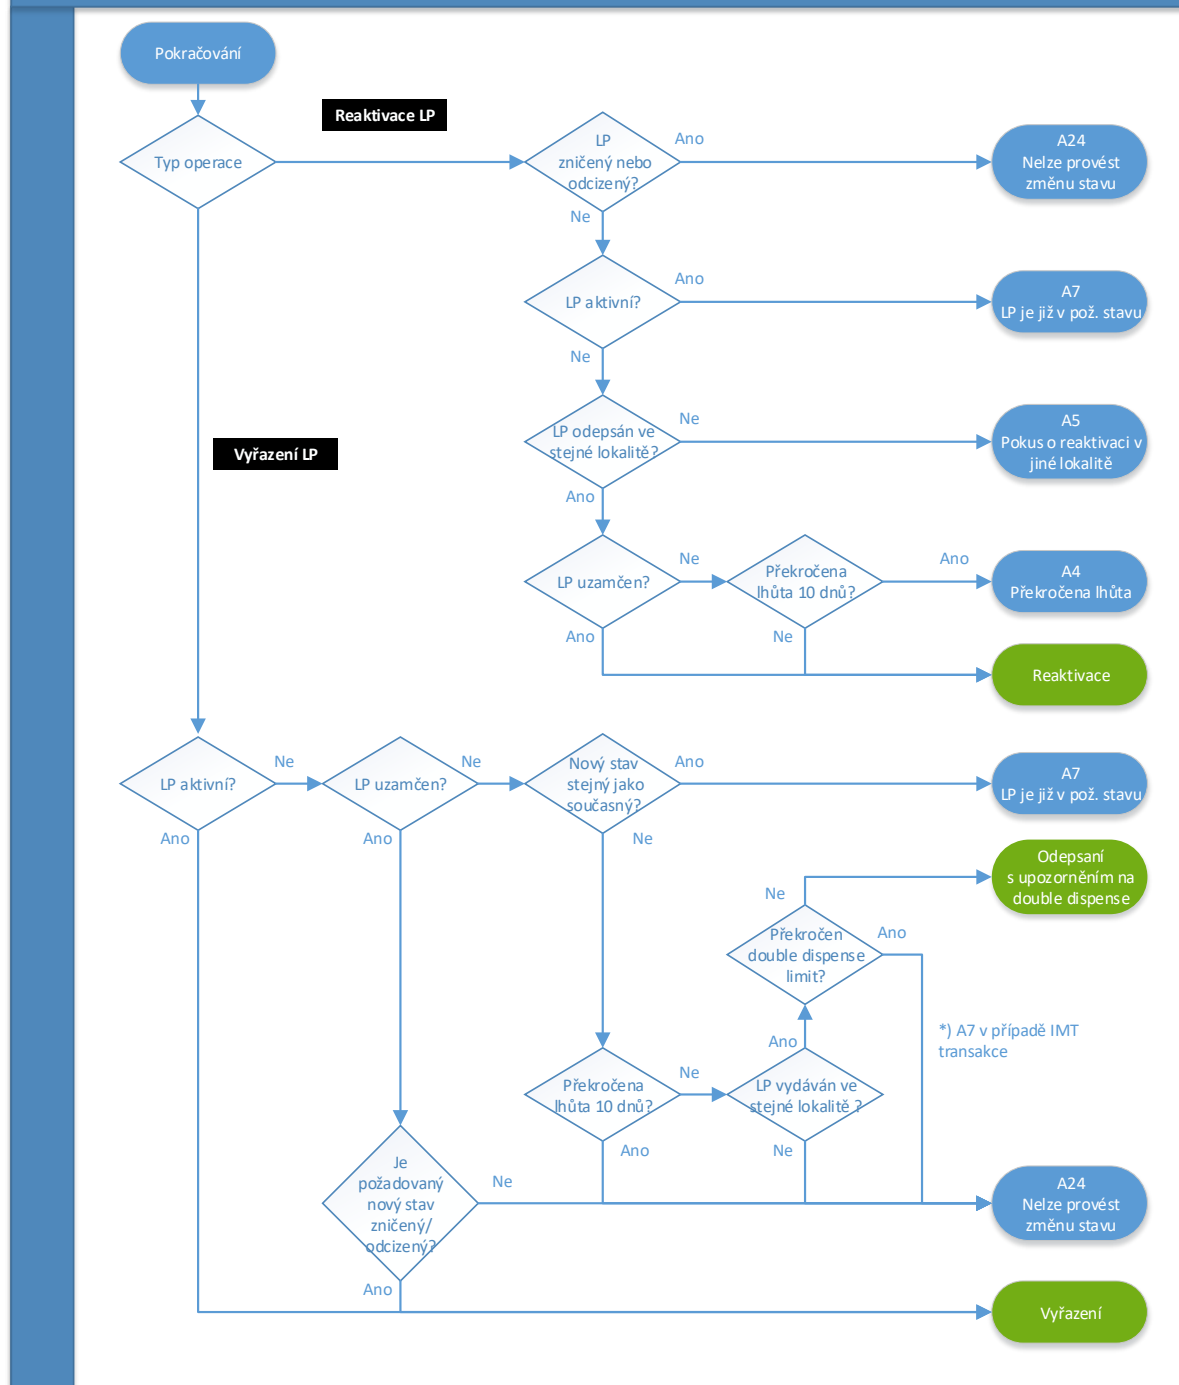 Pokračování
Reaktivace LP
Typ operace
LP
zničený nebo
odcizený?
Ano
A24
Nelze provést
změnu stavu
Ne
LP aktivní?
Ano
A7
LP je již v pož. stavu
Ne
LP odepsán ve
stejné lokalitě?
Ne
A5
Pokus o reaktivaci v
jiné lokalitě
Vyřazení LP
Ano
LP uzamčen?
Ne
Překročena
lhůta 10 dnů?
Ano
A4
Překročena lhůta
Ano
Ne
Reaktivace
LP aktivní?
Ne
LP uzamčen?
Ne
Nový stav
stejný jako
současný?
Ano
A7
LP je již v pož. stavu
Ano
Ano
Ne
Odepsaní
s upozorněním na
double dispense
Ne
Překročen
double dispense
limit?
Ano
*) A7 v případě IMT
transakce
Ano
Překročena
lhůta 10 dnů?
Ne
LP vydáván ve
stejné lokalitě ?
Ano
Ne
Je
požadovaný
nový stav
zničený/
odcizený?
Ne
A24
Nelze provést
změnu stavu
Ano
Vyřazení